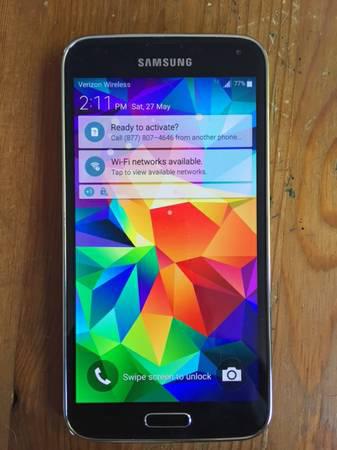 SAMSUNG
Verizon Wireless 77%
2:11 PM Sat, 27 May
Ready to activate?
Call (877) 807-4646 from another phone...
Wi-Fi networks available.
Tap to view available networks.
Swipe screen to unlock